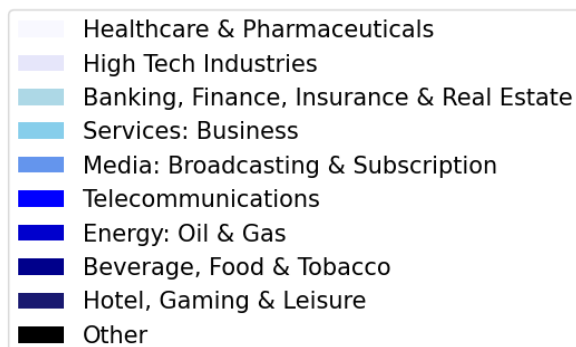 Healthcare & Pharmaceuticals
High Tech Industries
Banking, Finance, Insurance & Real Estate
Services: Business
Media: Broadcasting & Subscription
Telecommunications
Energy: Oil & Gas
Beverage, Food & Tobacco
Hotel, Gaming & Leisure
Other